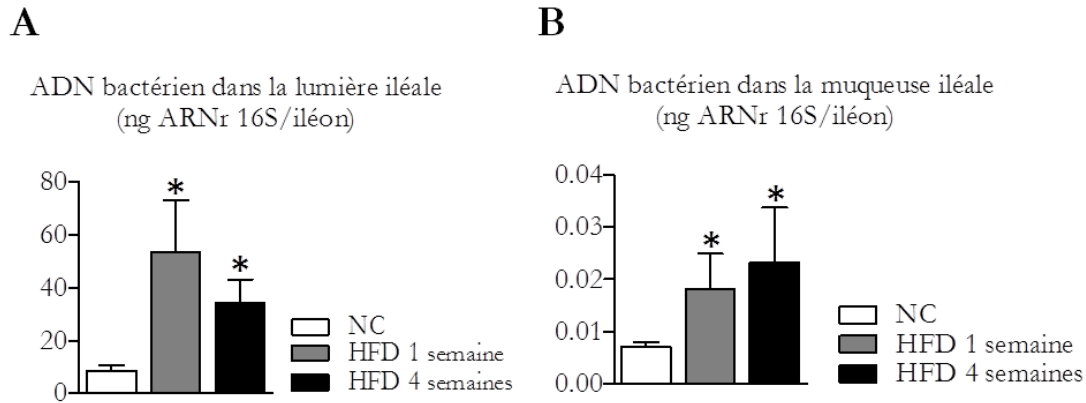 A
ADN bactérien dans la lumière iléale
(ng ARNr 16S/iléon)
80
60
40
20
0
*
*
NC
HFD 1 semaine
HFD 4 semaines
B
ADN bactérien dans la muqueuse iléale
(ng ARNr 16S/iléon)
0.04
0.03
0.02
0.01
0.00
*
*
NC
HFD 1 semaine
HFD 4 semaines